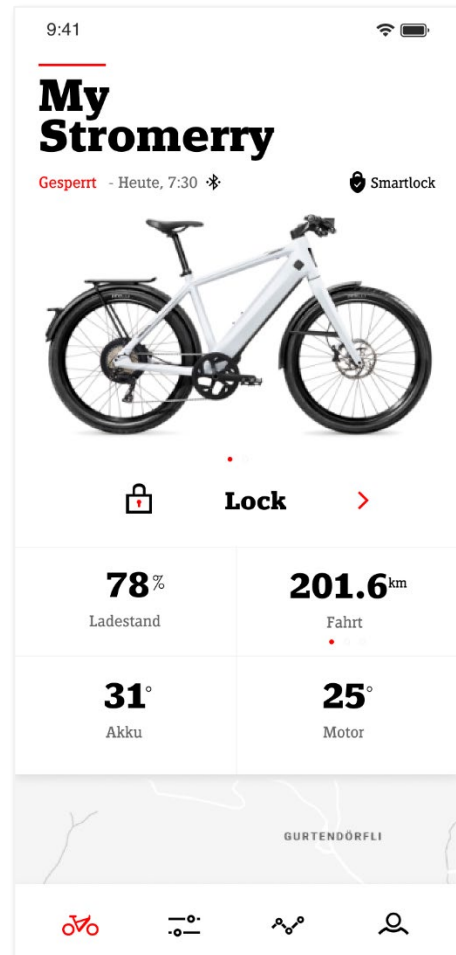 9:41
My
Stromerry
Gesperrt - Heute, 7:30
Smartlock
Lock
78%
Ladestand
201.6km
Fahrt
31°
Akku
25°
Motor
GURTENDÖRFLI